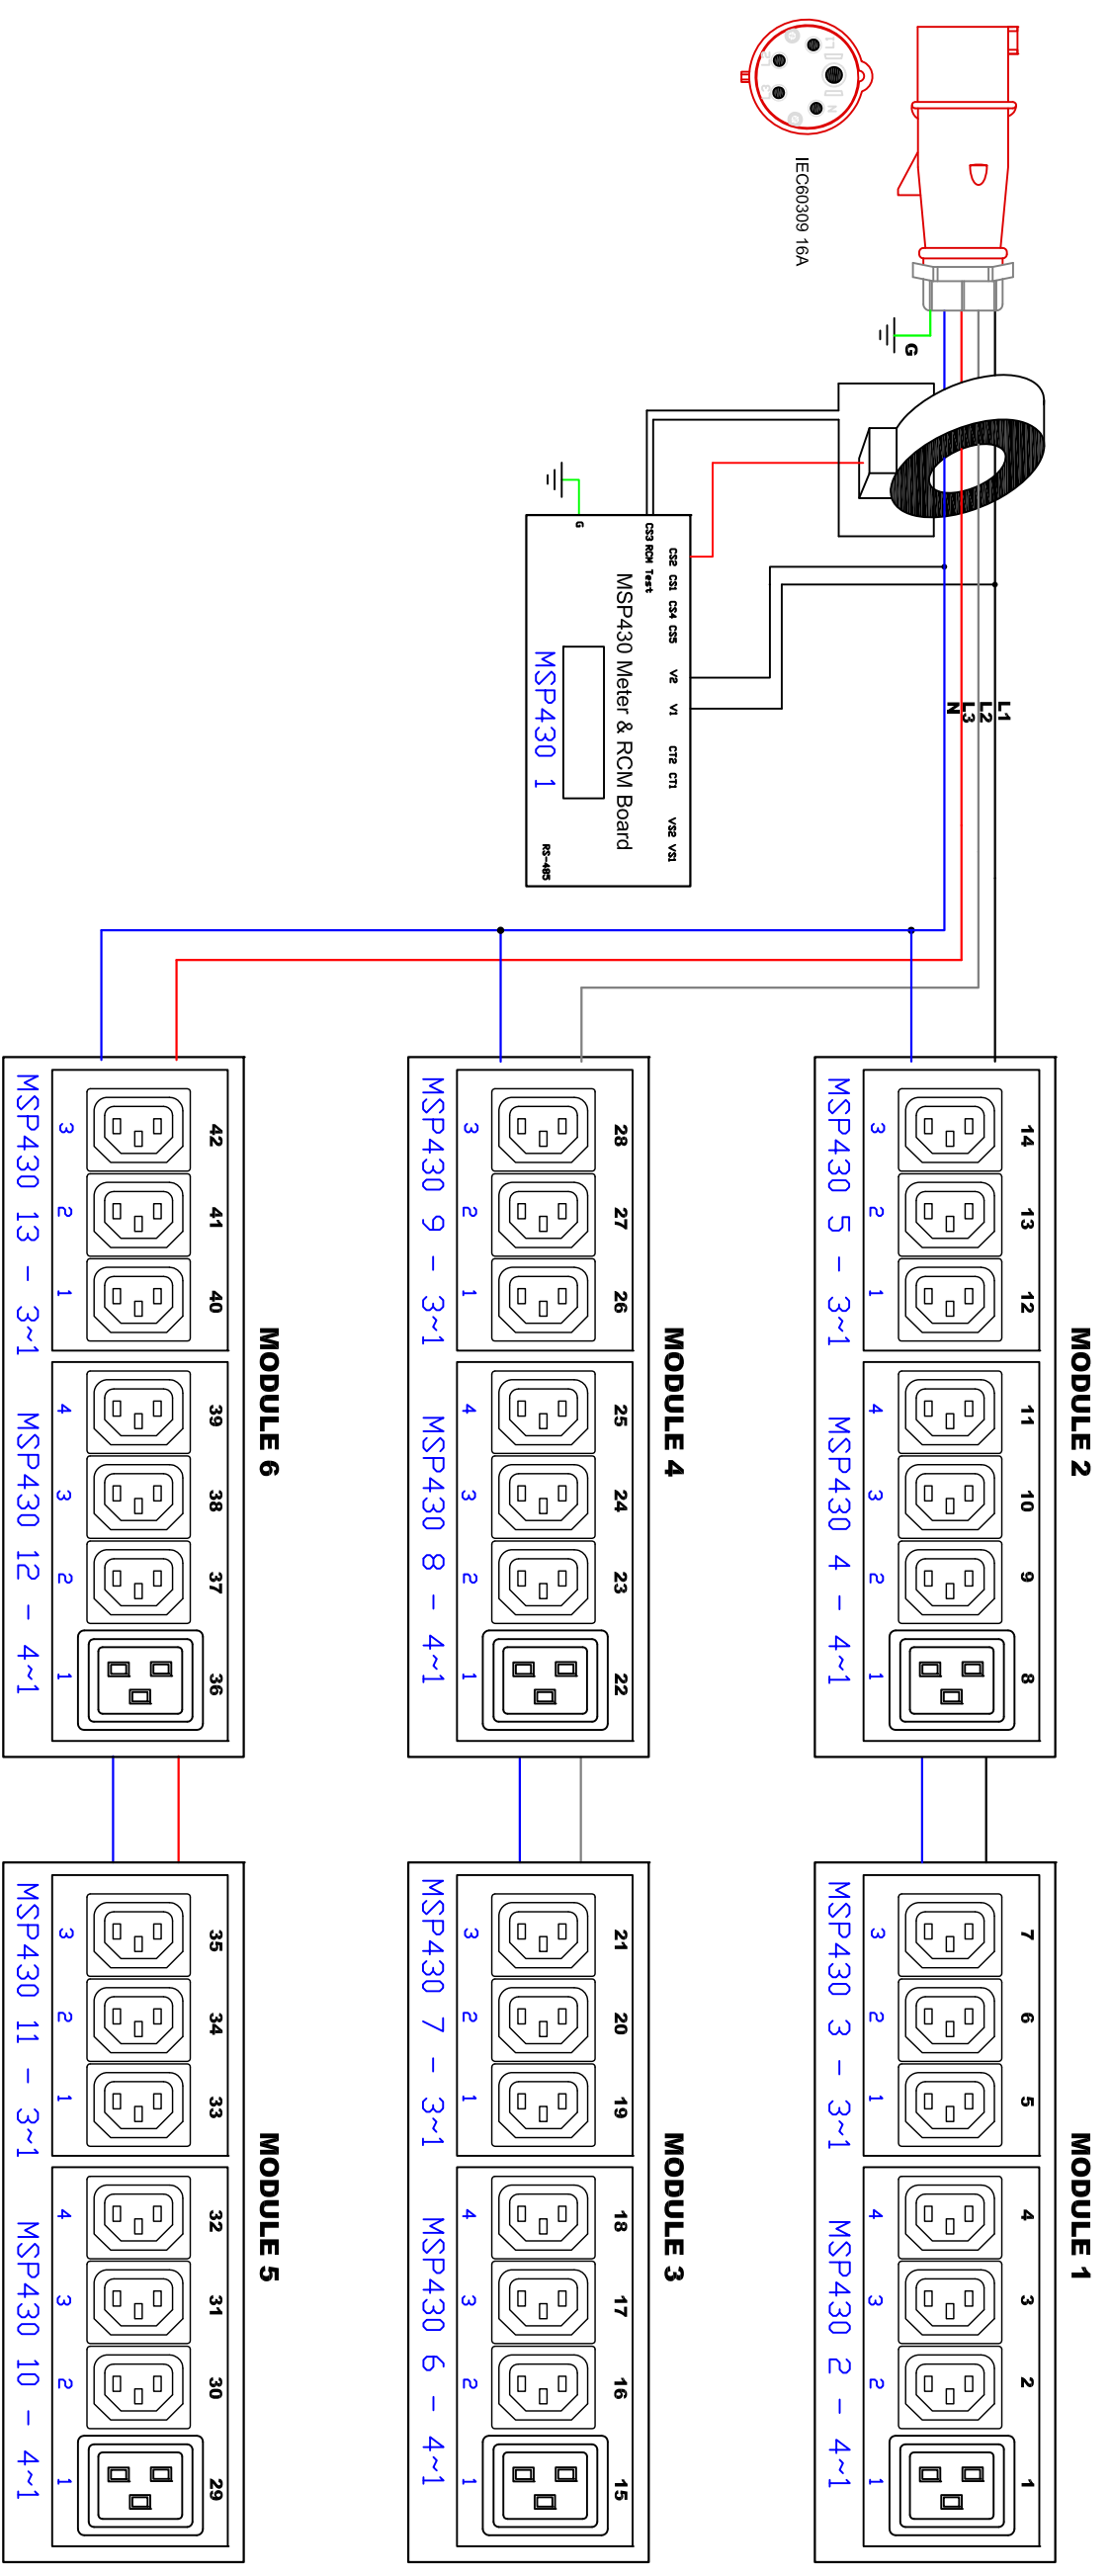 IEC60309 16A
L1
L2
L3
N
G
L1
L2
L3
N
CS2 CS1 CS4 CS5 V2 V1 CT2 CT1 VS2 VS1
CS3 RCM Test
G
MSP430 Meter & RCM Board
MSP430 1
RS-485
MODULE 2
14 13 12 11 10 9 8
3 2 1 4 3 2 1
MSP430 5 - 3~1 MSP430 4 - 4~1
MODULE 1
7 6 5 4 3 2 1
3 2 1 4 3 2 1
MSP430 3 - 3~1 MSP430 2 - 4~1
MODULE 4
28 27 26 25 24 23 22
3 2 1 4 3 2 1
MSP430 9 - 3~1 MSP430 8 - 4~1
MODULE 3
21 20 19 18 17 16 15
3 2 1 4 3 2 1
MSP430 7 - 3~1 MSP430 6 - 4~1
MODULE 6
42 41 40 39 38 37 36
3 2 1 4 3 2 1
MSP430 13 - 3~1 MSP430 12 - 4~1
MODULE 5
35 34 33 32 31 30 29
3 2 1 4 3 2 1
MSP430 11 - 3~1 MSP430 10 - 4~1